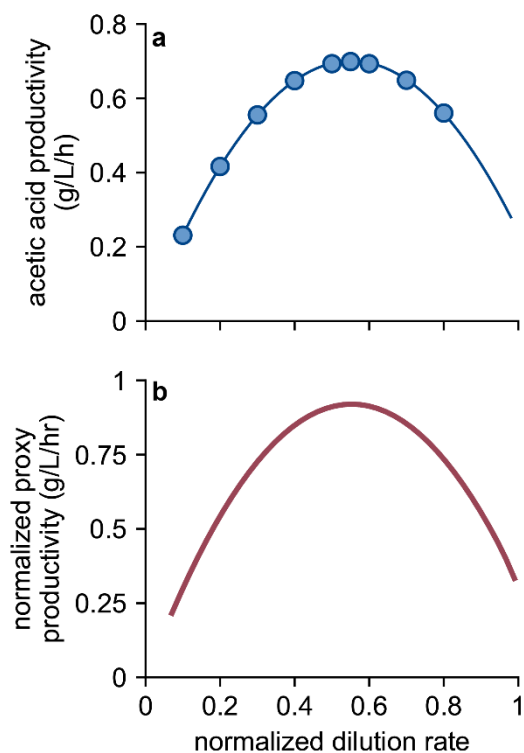 a
acetic acid productivity
(g/L/h)
0.8
0.6
0.4
0.2
0
b
normalized proxy
productivity (g/L/hr)
1
0.75
0.5
0.25
0
0 0.2 0.4 0.6 0.8 1
normalized dilution rate